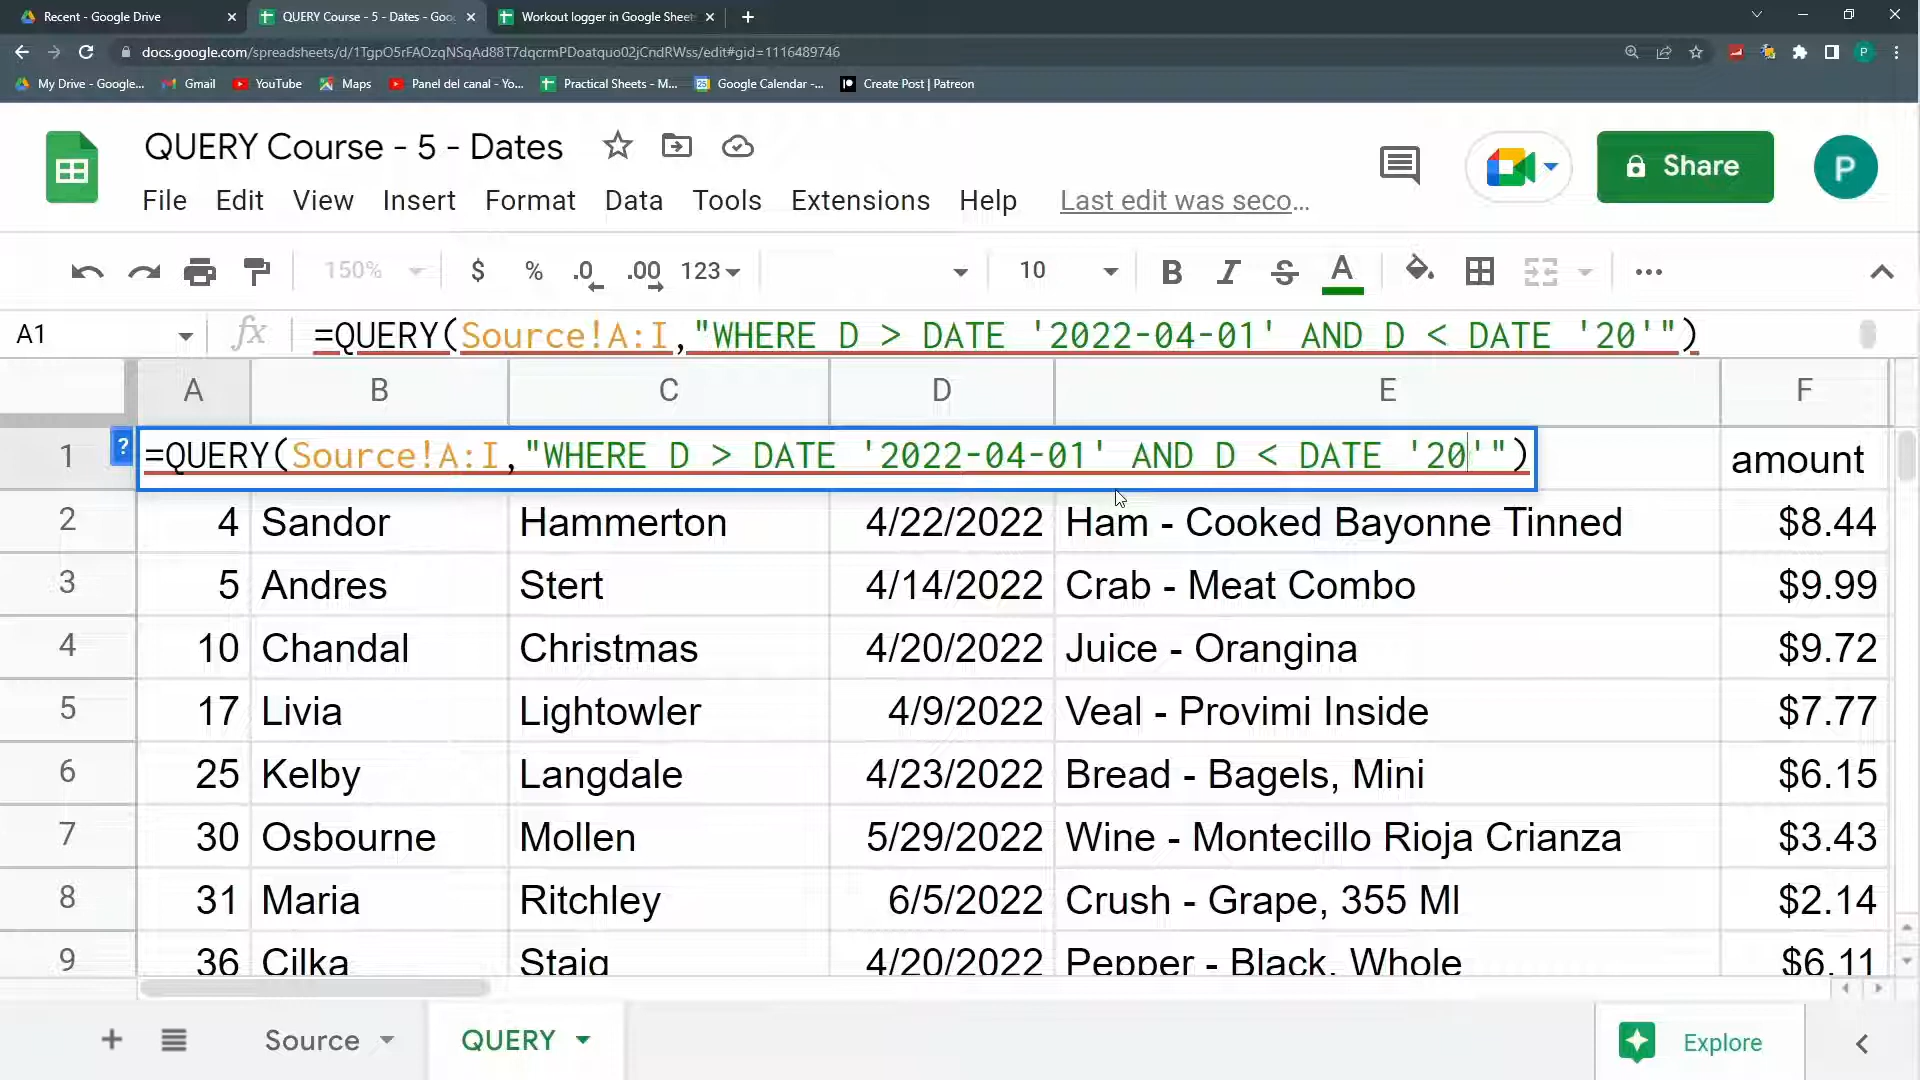 Recent - Google Drive
QUERY Course - 5 - Dates - Goo
Workout logger in Google Sheet
docs.google.com/spreadsheets/d/1TgpO5rFAOzqNSqAd88T7dqcrmPDoatquo02jCndRWss/edit#gid=1116489746
My Drive - Google...
Gmail
YouTube
Maps
Panel del canal - Yo...
Practical Sheets - M...
Google Calendar -...
Create Post | Patreon
QUERY Course - 5 - Dates
Share
P
File Edit View Insert Format Data Tools Extensions Help Last edit was seco...
150% $ % .0 .00 123 10 B I S A
A1 fx =QUERY(Source!A:I,"WHERE D > DATE '2022-04-01' AND D < DATE '20'")
A B C D E F
1 ? =QUERY(Source!A:I,"WHERE D > DATE '2022-04-01' AND D < DATE '20'") amount
2 4 Sandor Hammerton 4/22/2022 Ham - Cooked Bayonne Tinned $8.44
3 5 Andres Stert 4/14/2022 Crab - Meat Combo $9.99
4 10 Chandal Christmas 4/20/2022 Juice - Orangina $9.72
5 17 Livia Lightowler 4/9/2022 Veal - Provimi Inside $7.77
6 25 Kelby Langdale 4/23/2022 Bread - Bagels, Mini $6.15
7 30 Osbourne Mollen 5/29/2022 Wine - Montecillo Rioja Crianza $3.43
8 31 Maria Ritchley 6/5/2022 Crush - Grape, 355 Ml $2.14
9 36 Cilka Staig 4/20/2022 Pepper - Black, Whole $6.11
Source QUERY Explore